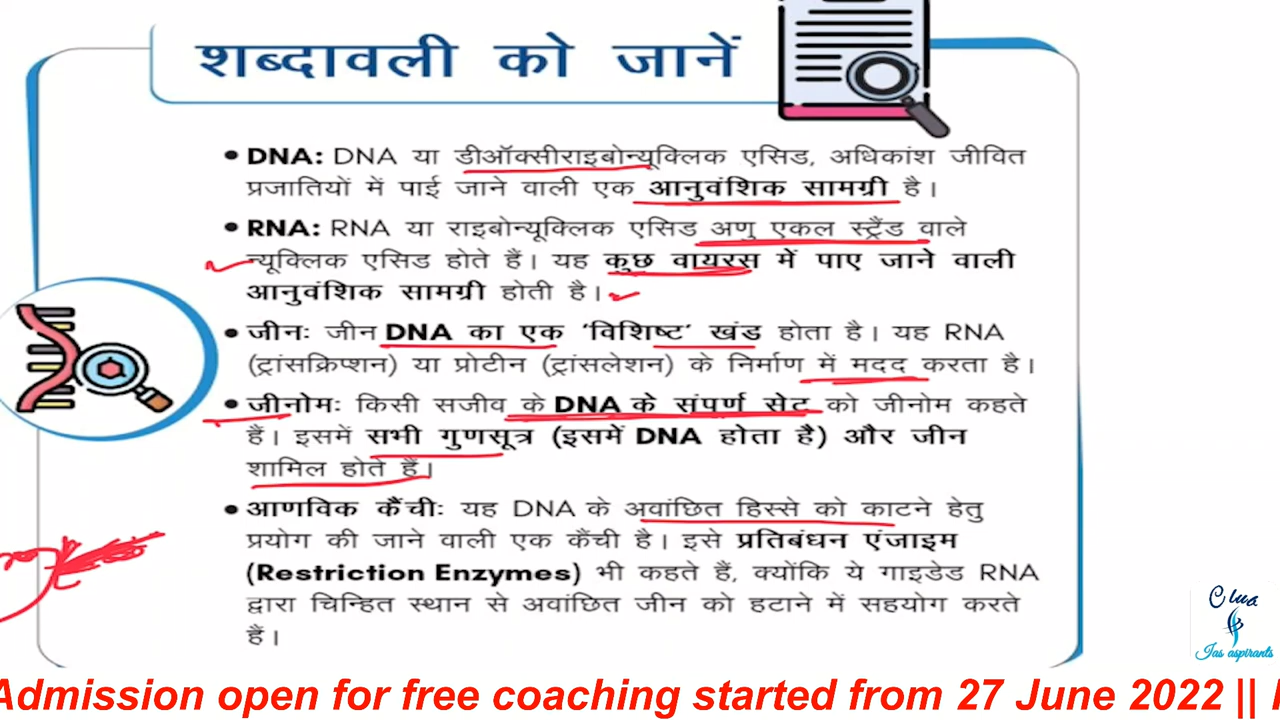 शब्दावली को जानें
• DNA: DNA या डीऑक्सीराइबोन्यूक्लिक एसिड, अधिकांश जीवित
प्रजातियों में पाई जाने वाली एक आनुवंशिक सामग्री है।
• RNA: RNA या राइबोन्यूक्लिक एसिड अणु एकल स्ट्रैंड वाले
न्यूक्लिक एसिड होते हैं। यह कुछ वायरस में पाए जाने वाली
आनुवंशिक सामग्री होती है।
• जीनः जीन DNA का एक 'विशिष्ट' खंड होता है। यह RNA
(ट्रांसक्रिप्शन) या प्रोटीन (ट्रांसलेशन) के निर्माण में मदद करता है।
• जीनोमः किसी सजीव के DNA के संपूर्ण सेट को जीनोम कहते
हैं। इसमें सभी गुणसूत्र (इसमें DNA होता है) और जीन
शामिल होते हैं।
• आणविक कैंचीः यह DNA के अवांछित हिस्से को काटने हेतु
प्रयोग की जाने वाली एक कैंची है। इसे प्रतिबंधन एंजाइम
(Restriction Enzymes) भी कहते हैं, क्योंकि ये गाइडेड RNA
द्वारा चिन्हित स्थान से अवांछित जीन को हटाने में सहयोग करते
हैं।
Clue
Ias aspirants
Admission open for free coaching started from 27 June 2022 ||